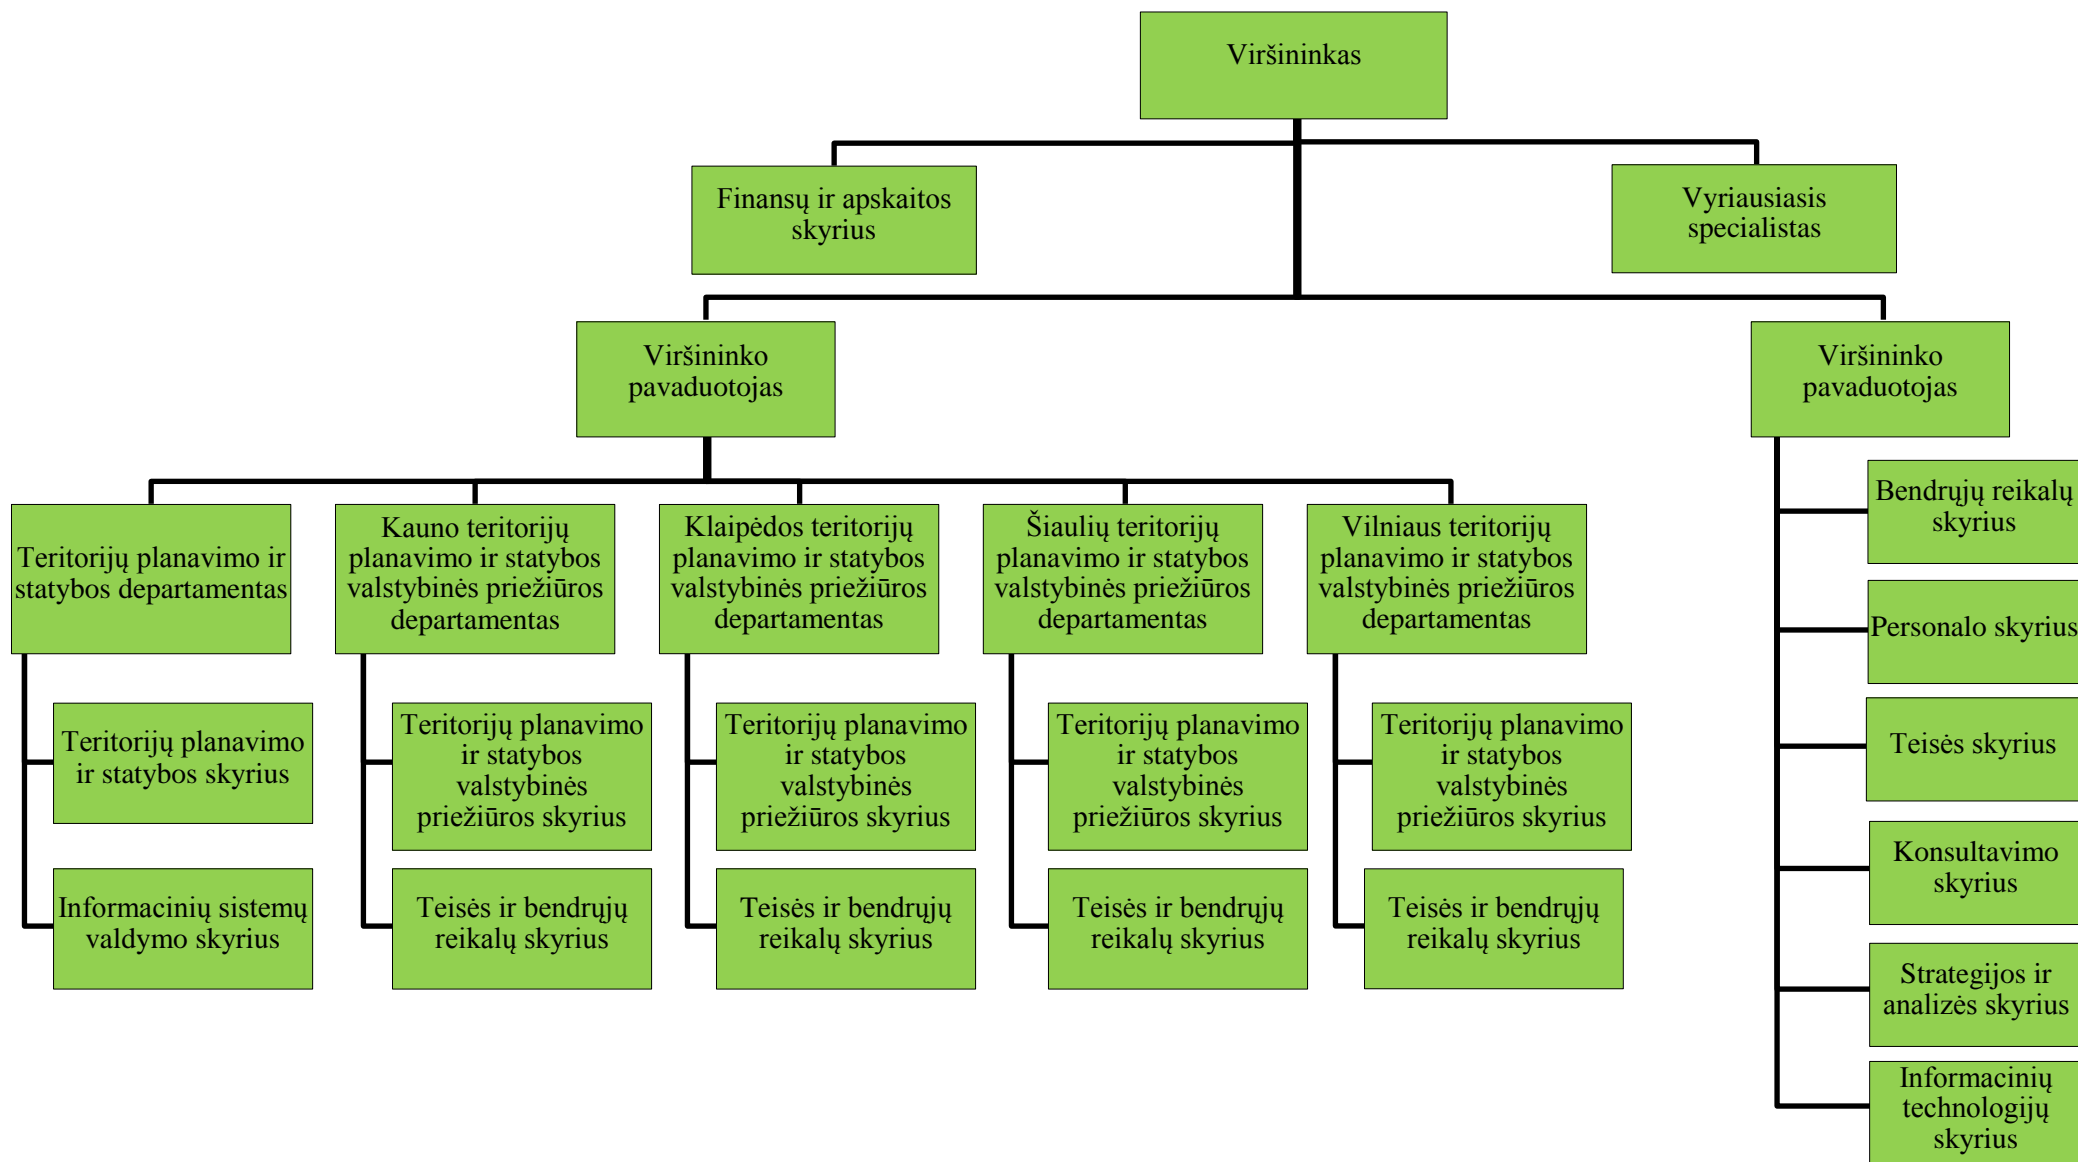 Viršininkas
Finansų ir apskaitos
skyrius
Vyriausiasis
specialistas
Viršininko
pavaduotojas
Viršininko
pavaduotojas
Teritorijų planavimo ir
statybos departamentas
Kauno teritorijų
planavimo ir statybos
valstybinės priežiūros
departamentas
Klaipėdos teritorijų
planavimo ir statybos
valstybinės priežiūros
departamentas
Šiaulių teritorijų
planavimo ir statybos
valstybinės priežiūros
departamentas
Vilniaus teritorijų
planavimo ir statybos
valstybinės priežiūros
departamentas
Teritorijų planavimo
ir statybos skyrius
Teritorijų planavimo
ir statybos
valstybinės
priežiūros skyrius
Teritorijų planavimo
ir statybos
valstybinės
priežiūros skyrius
Teritorijų planavimo
ir statybos
valstybinės
priežiūros skyrius
Teritorijų planavimo
ir statybos
valstybinės
priežiūros skyrius
Informacinių sistemų
valdymo skyrius
Teisės ir bendrųjų
reikalų skyrius
Teisės ir bendrųjų
reikalų skyrius
Teisės ir bendrųjų
reikalų skyrius
Teisės ir bendrųjų
reikalų skyrius
Bendrųjų reikalų
skyrius
Personalo skyrius
Teisės skyrius
Konsultavimo
skyrius
Strategijos ir
analizės skyrius
Informacinių
technologijų
skyrius